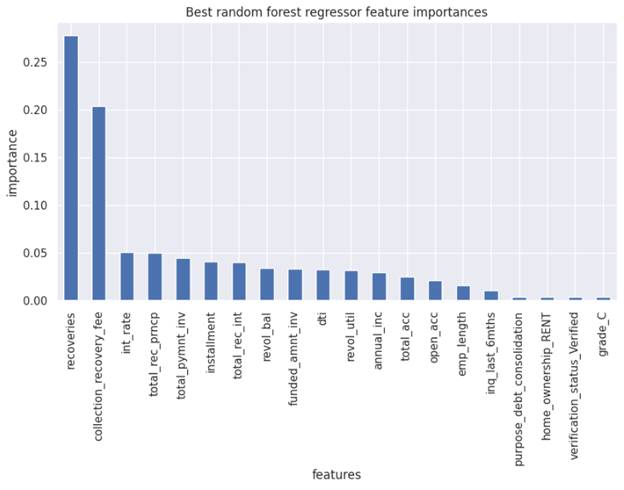 Best random forest regressor feature importances
importance
0.25
0.20
0.15
0.10
0.05
0.00
recoveries
collection_recovery_fee
int_rate
total_rec_prncp
total_pymnt_inv
installment
total_rec_int
revol_bal
funded_amnt_inv
dti
revol_util
annual_inc
total_acc
open_acc
emp_length
inq_last_6mths
purpose_debt_consolidation
home_ownership_RENT
verification_status_Verified
grade_C
features